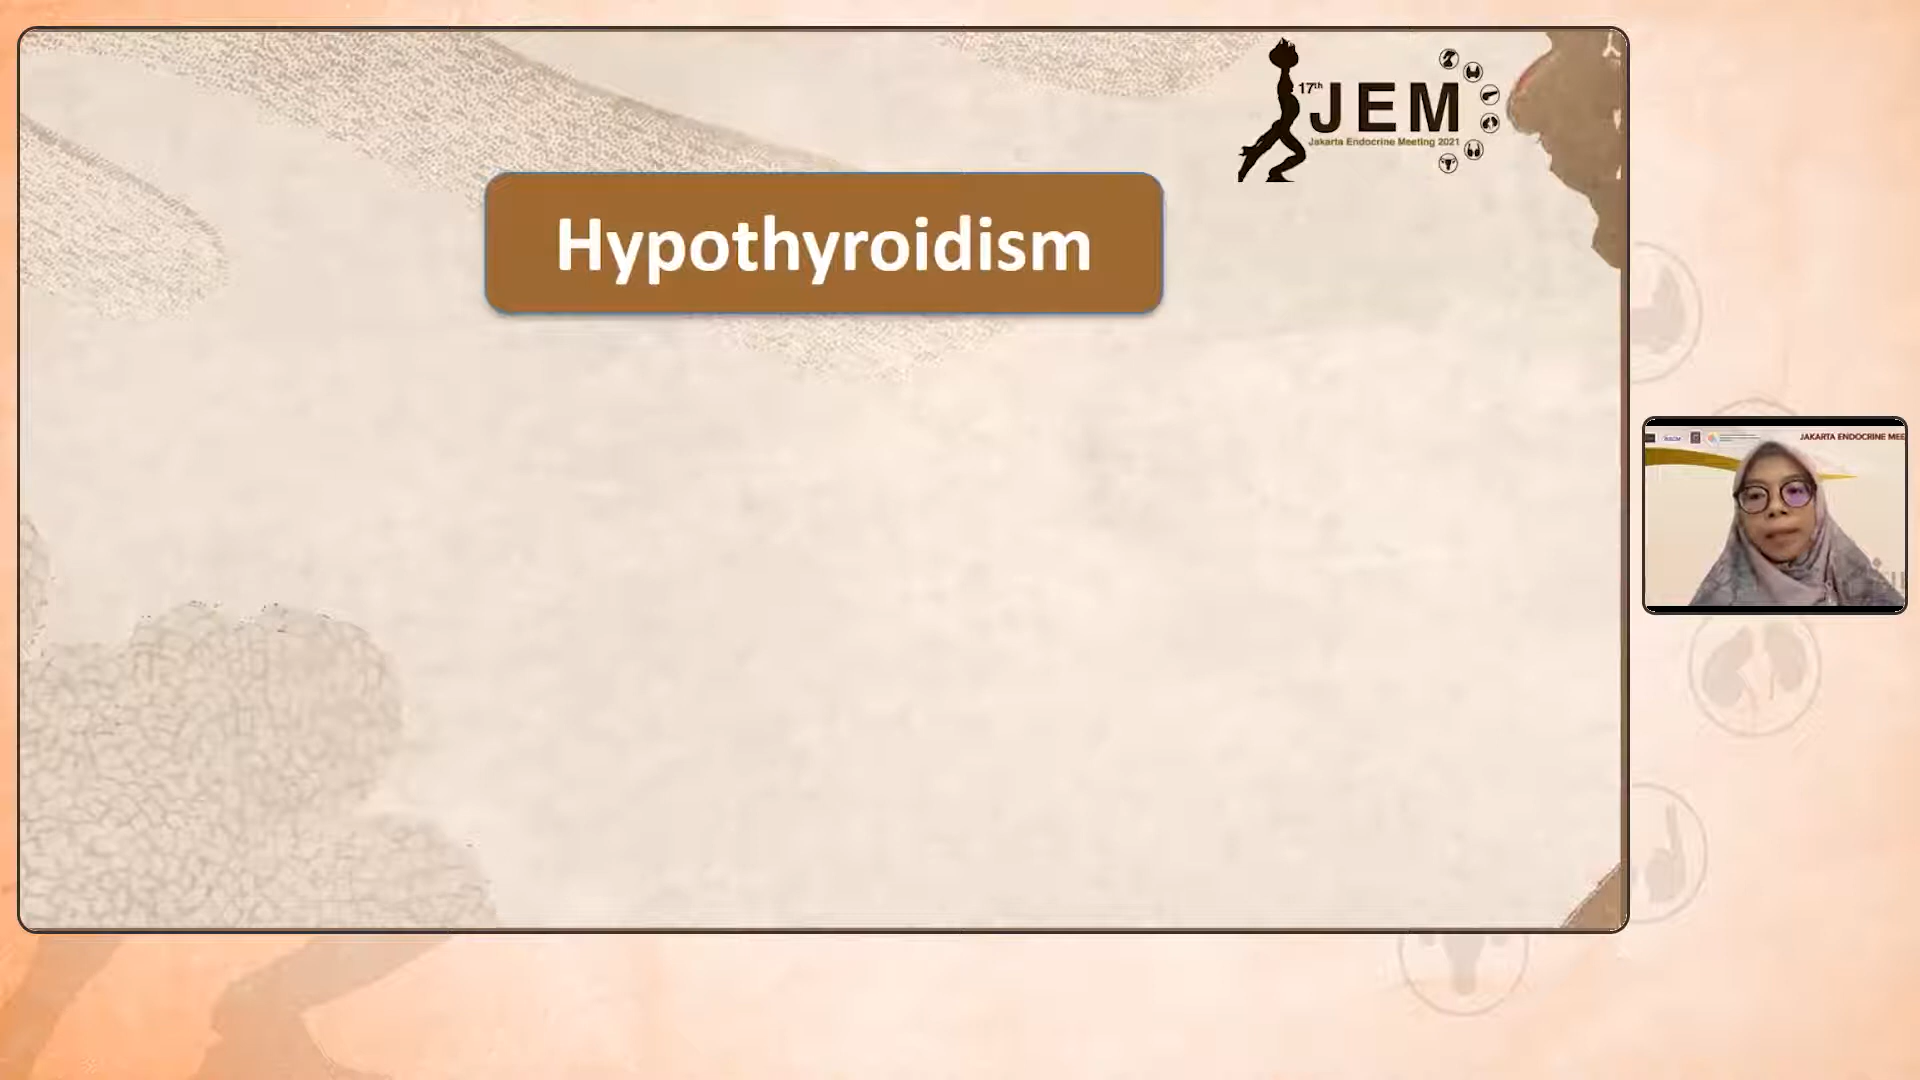 17th
JEM
Jakarta Endocrine Meeting 2021
Hypothyroidism
JAKARTA ENDOCRINE MEE